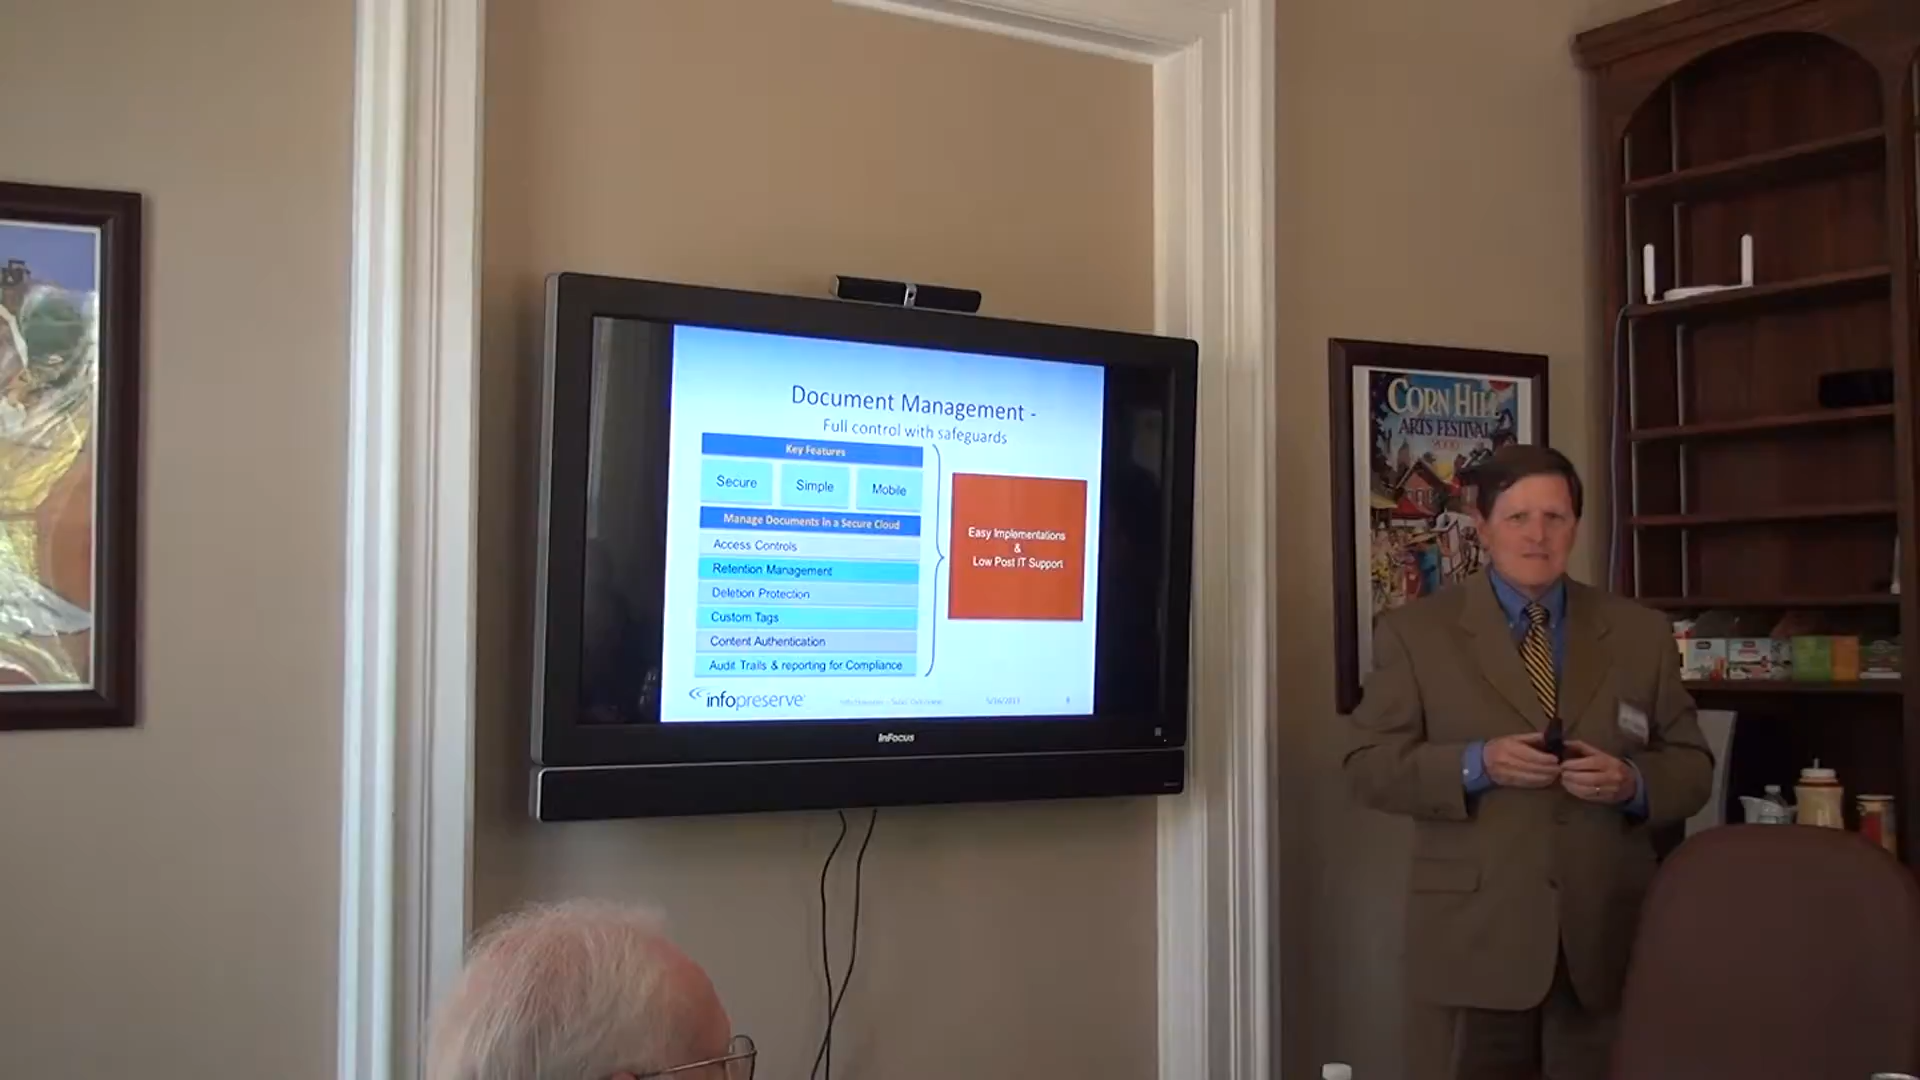 Document Management -
Full control with safeguards
Key Features
Secure
Simple
Mobile
Manage Documents in a Secure Cloud
Access Controls
Retention Management
Deletion Protection
Custom Tags
Content Authentication
Audit Trails & reporting for Compliance
Easy Implementations
&
Low Post IT Support
infopreserve
InFocus
CORN HILL
ARTS FESTIVAL
2000